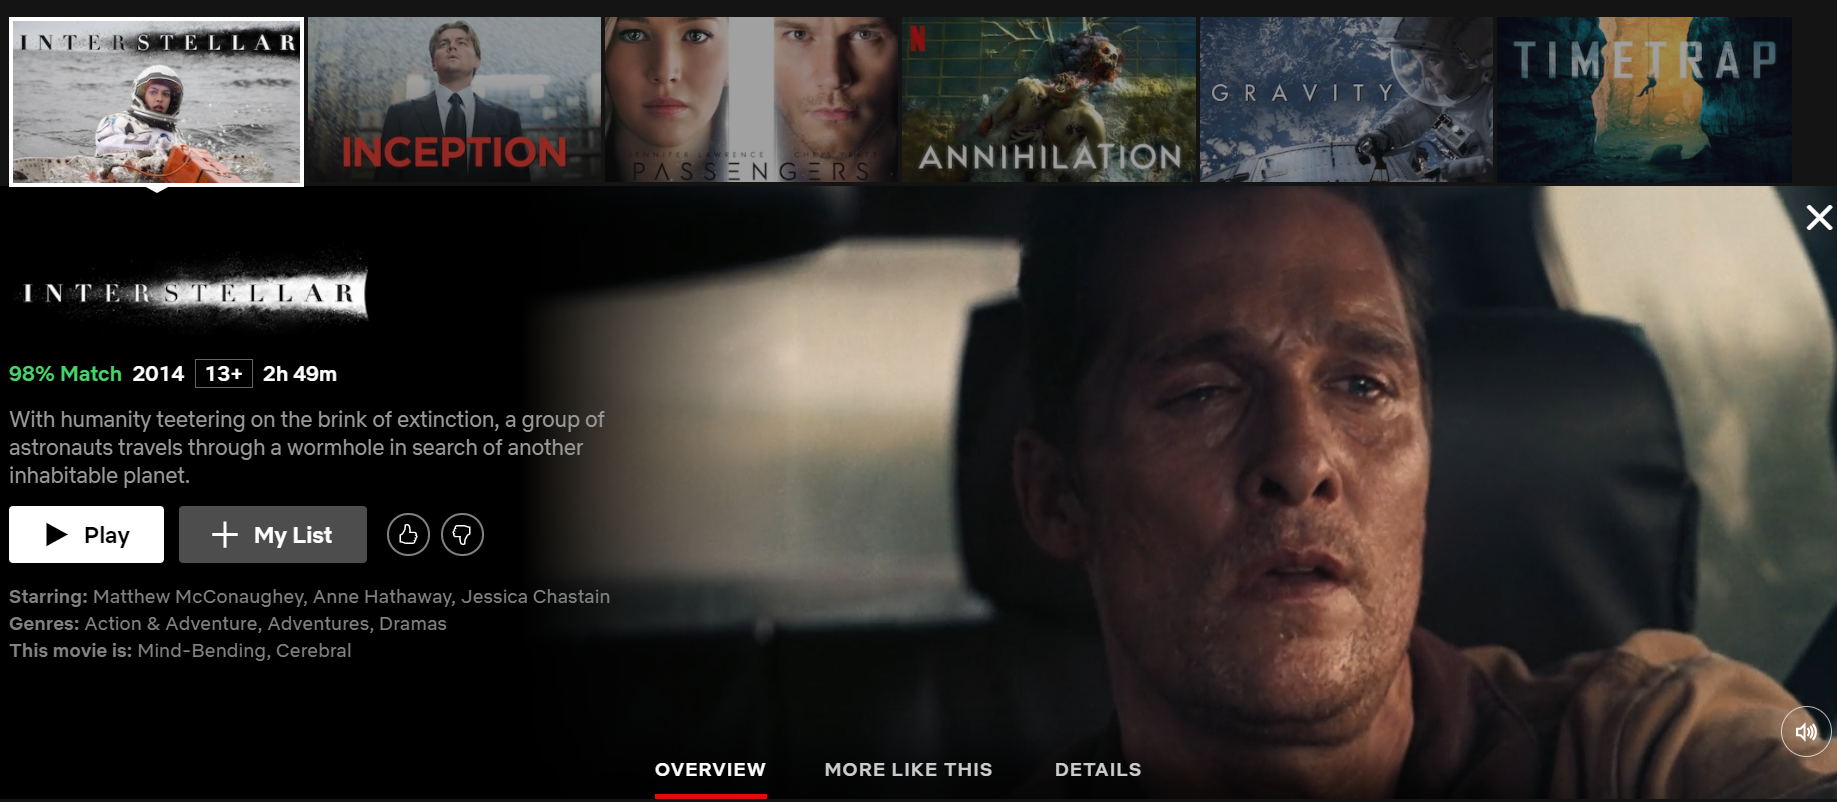 INTERSTELLAR
INCEPTION
JENNIFER LAWRENCE CHRIS PRATT
PASSENGERS
N
ANNIHILATION
GRAVITY
TIMETRAP
INTERSTELLAR
98% Match 2014 13+ 2h 49m
With humanity teetering on the brink of extinction, a group of
astronauts travels through a wormhole in search of another
inhabitable planet.
Play
My List
Starring: Matthew McConaughey, Anne Hathaway, Jessica Chastain
Genres: Action & Adventure, Adventures, Dramas
This movie is: Mind-Bending, Cerebral
OVERVIEW
MORE LIKE THIS
DETAILS